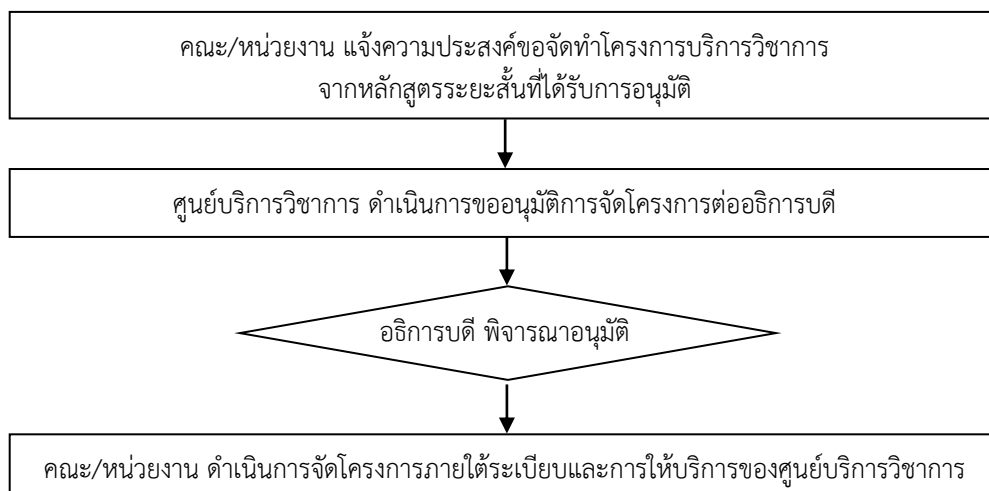 คณะ/หน่วยงาน แจ้งความประสงค์ขอจัดทำโครงการบริการวิชาการ
จากหลักสูตรระยะสั้นที่ได้รับการอนุมัติ
ศูนย์บริการวิชาการ ดำเนินการขออนุมัติการจัดโครงการต่ออธิการบดี
อธิการบดี พิจารณาอนุมัติ
คณะ/หน่วยงาน ดำเนินการจัดโครงการภายใต้ระเบียบและการให้บริการของศูนย์บริการวิชาการ